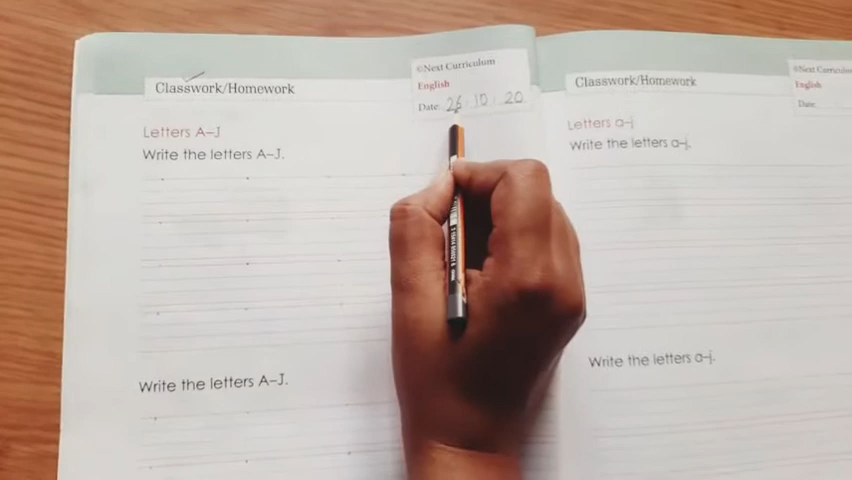 Classwork/Homework
©Next Curriculum
English
Date: 26.10.20
Letters A–J
Write the letters A–J.
Write the letters A–J.
Classwork/Homework
©Next Curriculum
English
Date:
Letters a–j
Write the letters a–j.
Write the letters a–j.